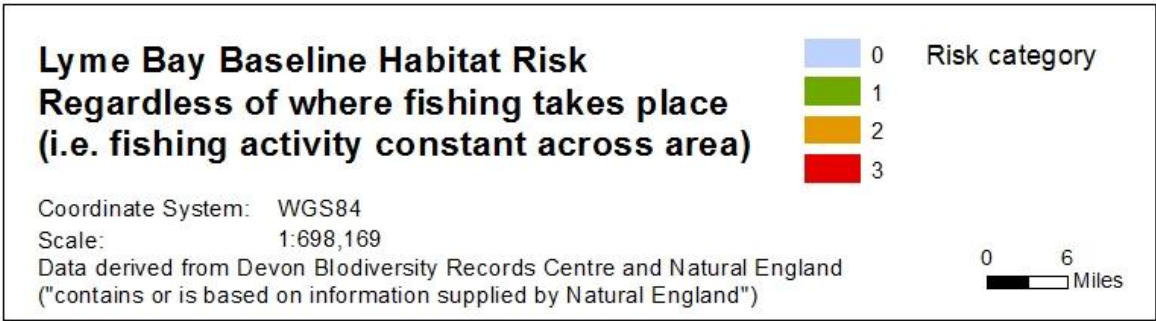 Lyme Bay Baseline Habitat Risk
Regardless of where fishing takes place
(i.e. fishing activity constant across area)
Coordinate System: WGS84
Scale: 1:698,169
Data derived from Devon BIodiversity Records Centre and Natural England
("contains or is based on information supplied by Natural England")
0 Risk category
1
2
3
0 6
Miles